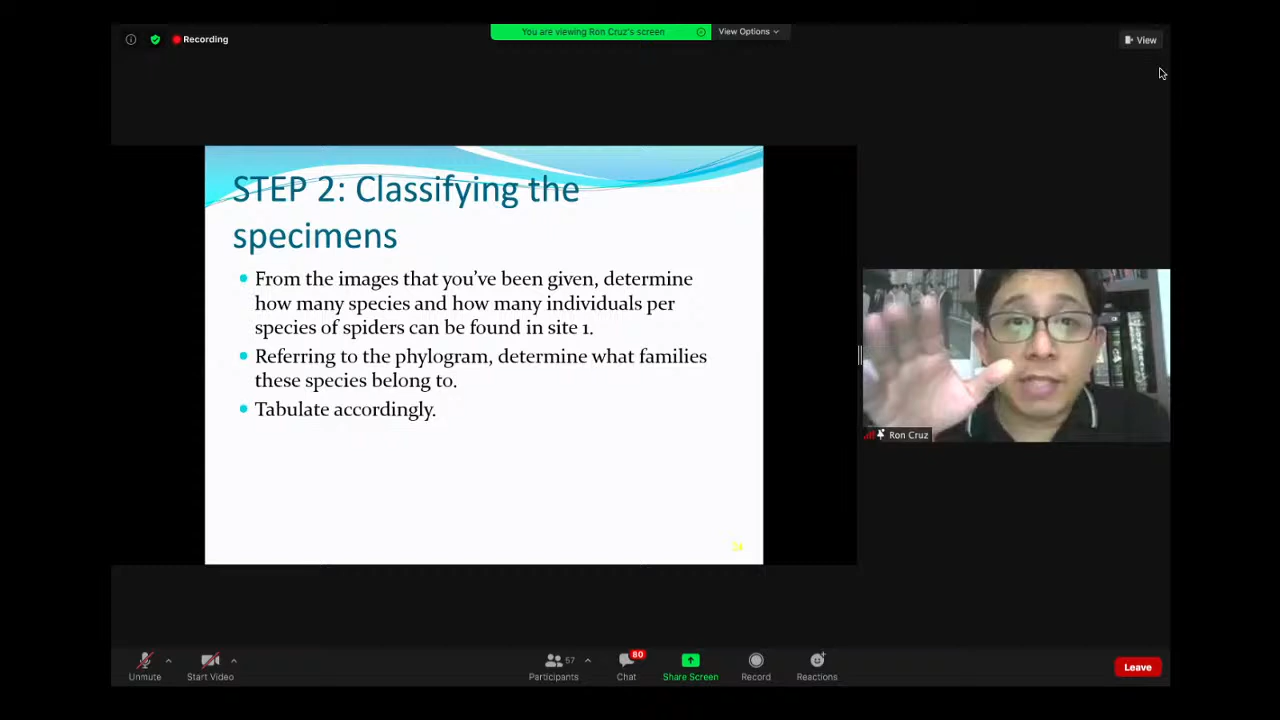 Recording
You are viewing Ron Cruz's screen
View Options
View
STEP 2: Classifying the
specimens
From the images that you've been given, determine
how many species and how many individuals per
species of spiders can be found in site 1.
Referring to the phylogram, determine what families
these species belong to.
Tabulate accordingly.
Ron Cruz
Unmute
Start Video
57
Participants
80
Chat
Share Screen
Record
Reactions
Leave